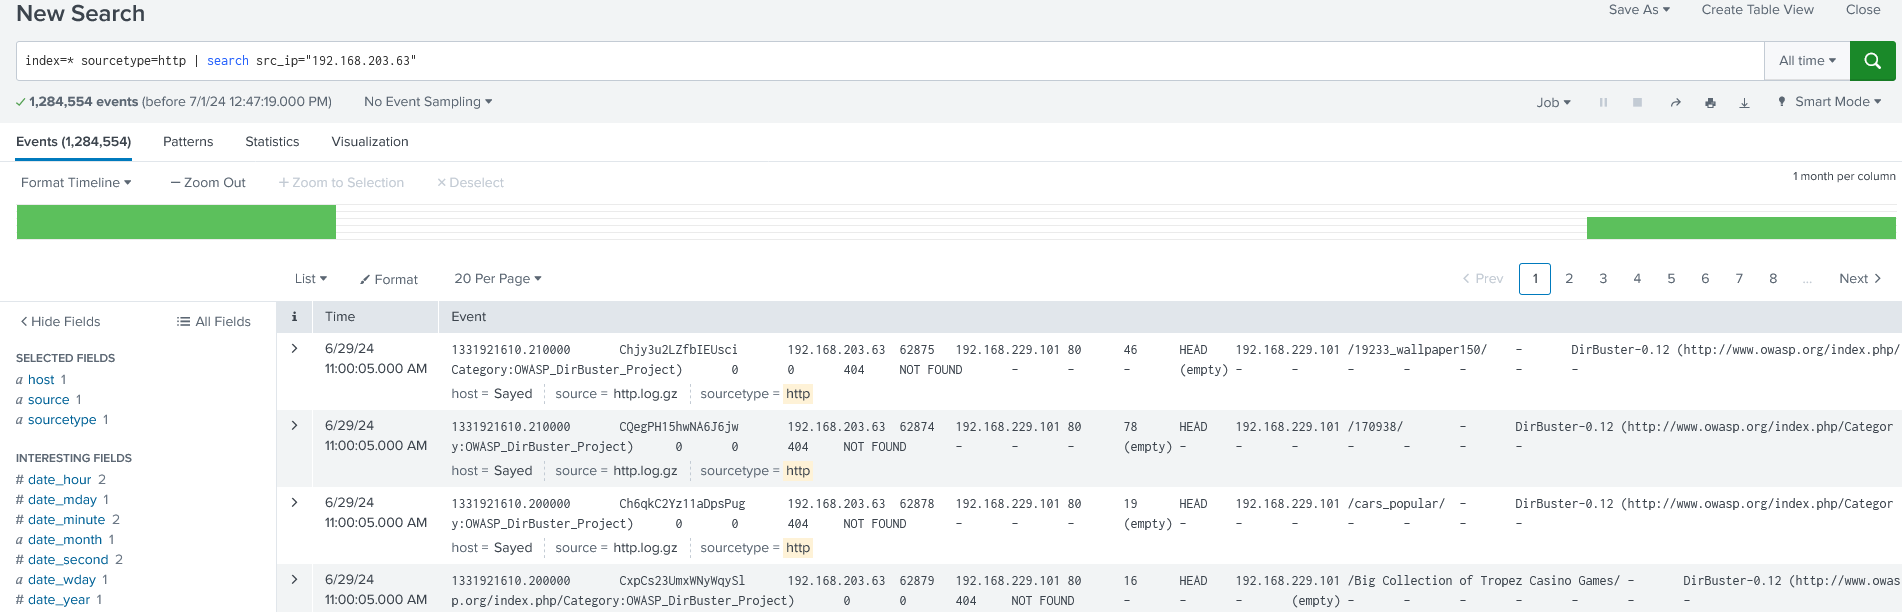 New Search
Save As
Create Table View
Close
index=* sourcetype=http | search src_ip="192.168.203.63"
All time
1,284,554 events (before 7/1/24 12:47:19.000 PM)
No Event Sampling
Job
Smart Mode
Events (1,284,554)
Patterns
Statistics
Visualization
Format Timeline
— Zoom Out
+ Zoom to Selection
× Deselect
1 month per column
List
Format
20 Per Page
< Prev 1 2 3 4 5 6 7 8 ... Next >
< Hide Fields
All Fields
i Time Event
SELECTED FIELDS
a host 1
a source 1
a sourcetype 1
INTERESTING FIELDS
# date_hour 2
# date_mday 1
# date_minute 2
a date_month 1
# date_second 2
a date_wday 1
# date_year 1
> 6/29/24
11:00:05.000 AM
1331921610.210000 Chjy3u2LZfbIEUsci 192.168.203.63 62875 192.168.229.101 80 46 HEAD 192.168.229.101 /19233_wallpaper150/ - DirBuster-0.12 (http://www.owasp.org/index.php/
Category:OWASP_DirBuster_Project) 0 0 404 NOT FOUND - - - (empty) - - - - - - -
host = Sayed source = http.log.gz sourcetype = http
> 6/29/24
11:00:05.000 AM
1331921610.210000 CQegPH15hwNA6J6jw 192.168.203.63 62874 192.168.229.101 80 78 HEAD 192.168.229.101 /170938/ - DirBuster-0.12 (http://www.owasp.org/index.php/Categor
y:OWASP_DirBuster_Project) 0 0 404 NOT FOUND - - - (empty) - - - - - - -
host = Sayed source = http.log.gz sourcetype = http
> 6/29/24
11:00:05.000 AM
1331921610.200000 Ch6qkC2Yz11aDpsPug 192.168.203.63 62878 192.168.229.101 80 19 HEAD 192.168.229.101 /cars_popular/ - DirBuster-0.12 (http://www.owasp.org/index.php/Categor
y:OWASP_DirBuster_Project) 0 0 404 NOT FOUND - - - (empty) - - - - - - -
host = Sayed source = http.log.gz sourcetype = http
> 6/29/24
11:00:05.000 AM
1331921610.200000 CxpCs23UmxWNyWqySl 192.168.203.63 62879 192.168.229.101 80 16 HEAD 192.168.229.101 /Big Collection of Tropez Casino Games/ - DirBuster-0.12 (http://www.owas
p.org/index.php/Category:OWASP_DirBuster_Project) 0 0 404 NOT FOUND - - - (empty) - - - - - - -